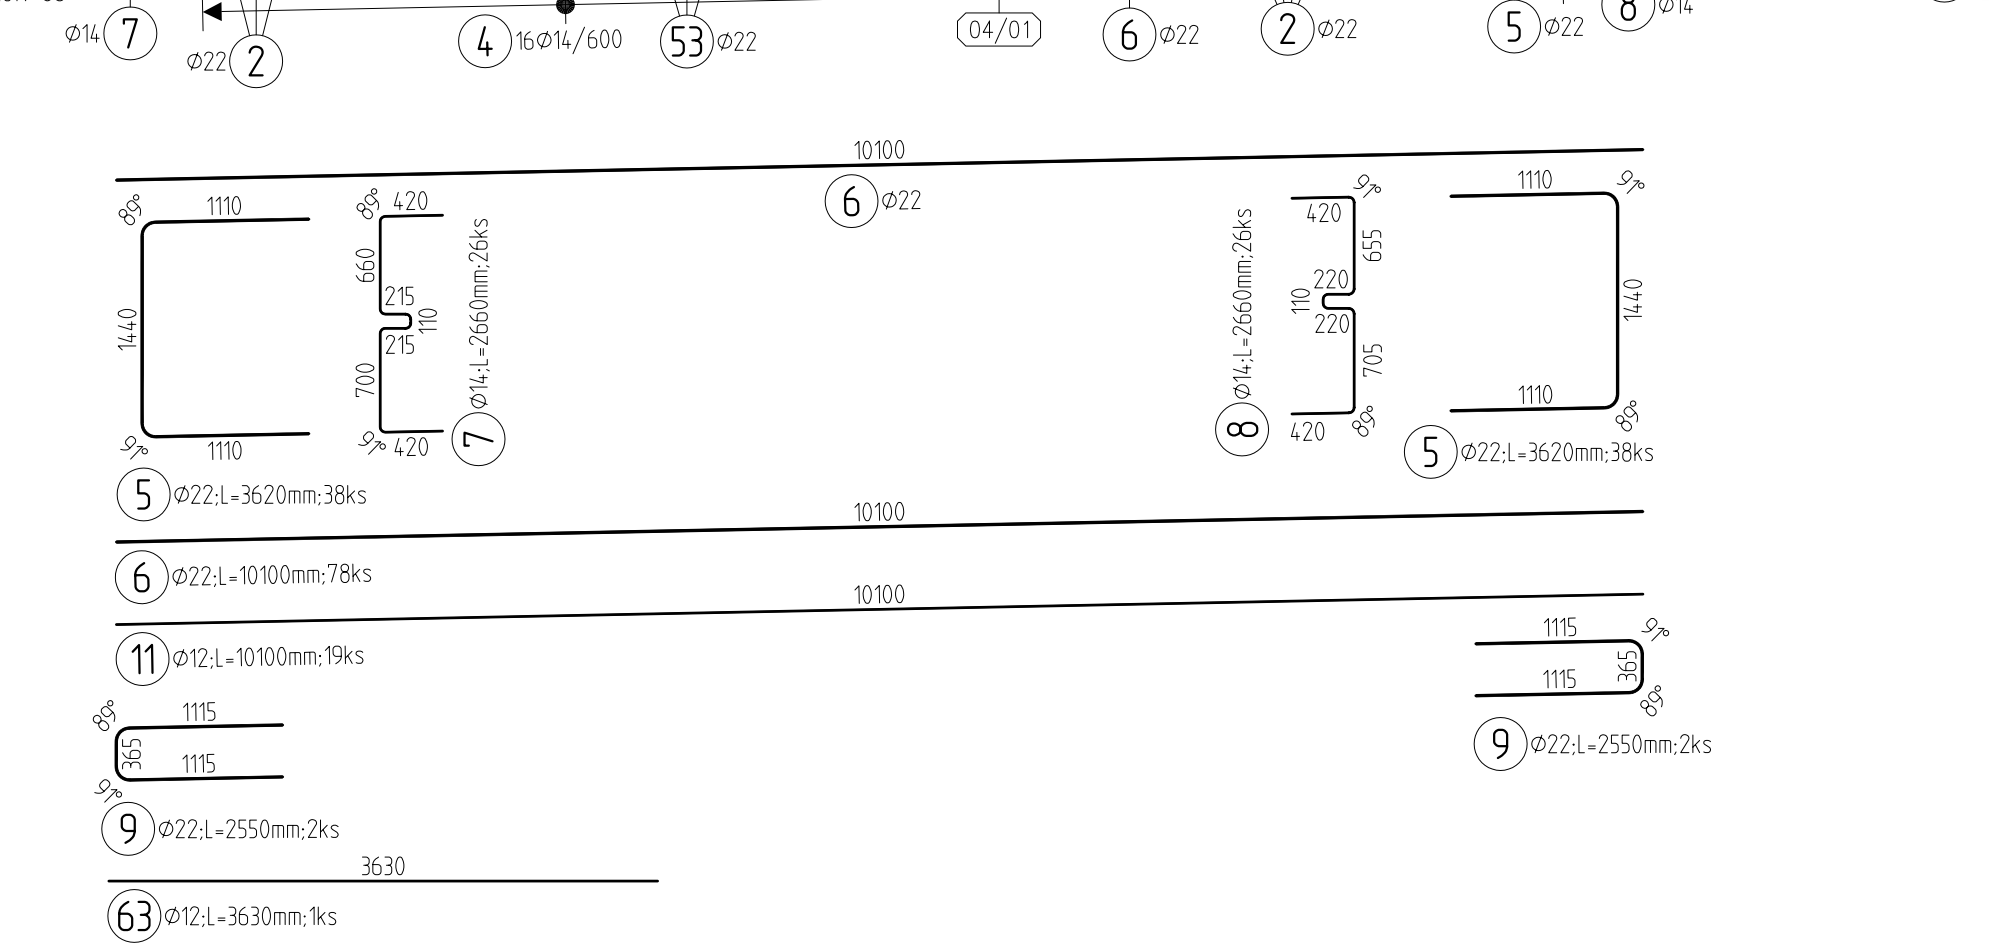 Ø14 7
Ø22 2
4 16Ø14/600
53 Ø22
04/01
6 Ø22
2 Ø22
5 Ø22
8 Ø14
10100
6 Ø22
89°
1110
1440
91°
1110
5 Ø22;L=3620mm;38ks
89°
420
660
215
110
215
700
91°
420
7 Ø14;L=2660mm;26ks
91°
420
655
220
110
220
705
420
89°
8 Ø14;L=2660mm;26ks
1110
91°
1440
1110
89°
5 Ø22;L=3620mm;38ks
10100
6 Ø22;L=10100mm;78ks
10100
11 Ø12;L=10100mm;19ks
1115
91°
365
1115
89°
9 Ø22;L=2550mm;2ks
89°
1115
365
1115
91°
9 Ø22;L=2550mm;2ks
3630
63 Ø12;L=3630mm;1ks